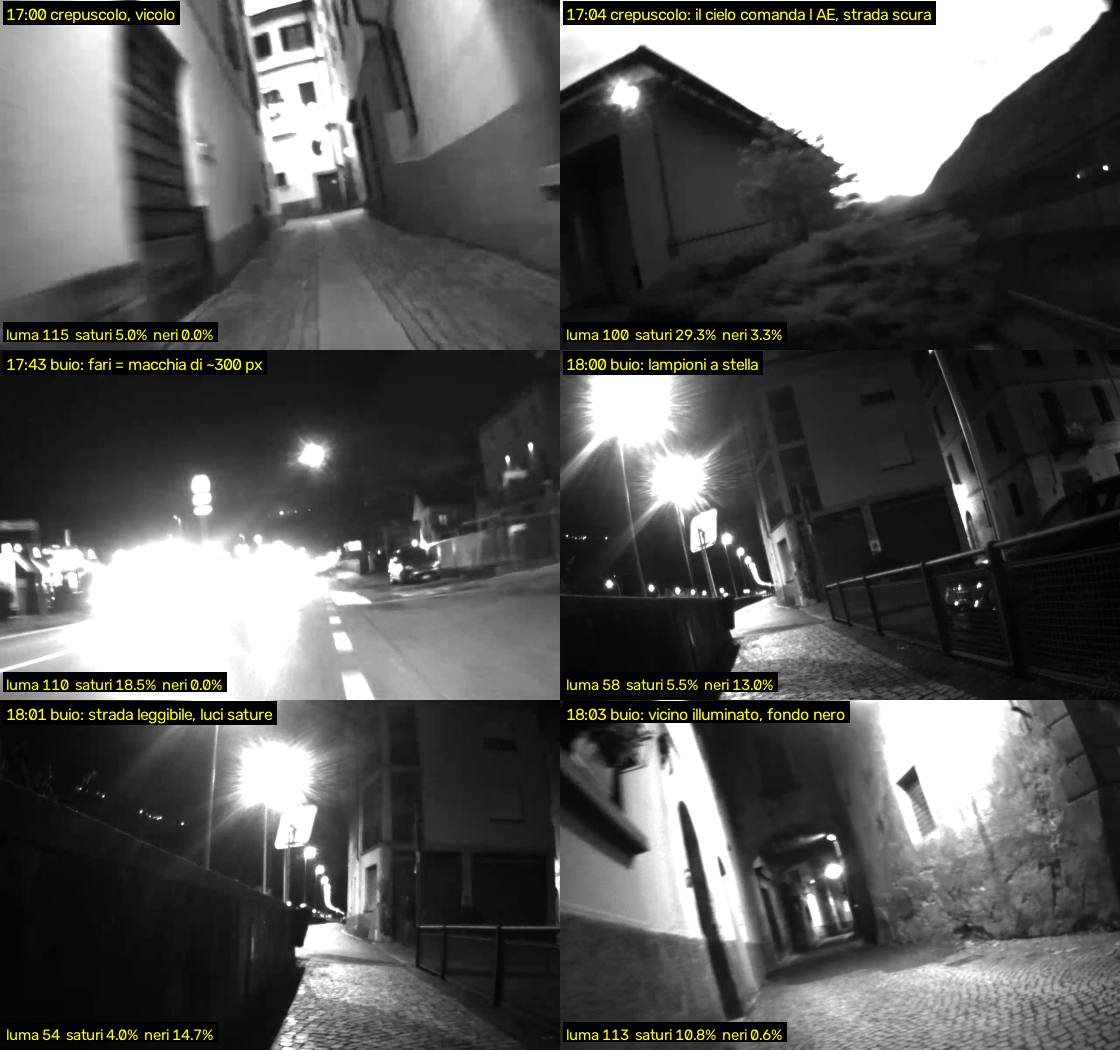 17:00 crepuscolo, vicolo
17:04 crepuscolo: il cielo comanda l AE, strada scura
luma 115 saturi 5.0% neri 0.0%
luma 100 saturi 29.3% neri 3.3%
17:43 buio: fari = macchia di ~300 px
18:00 buio: lampioni a stella
luma 110 saturi 18.5% neri 0.0%
luma 58 saturi 5.5% neri 13.0%
18:01 buio: strada leggibile, luci sature
18:03 buio: vicino illuminato, fondo nero
luma 54 saturi 4.0% neri 14.7%
luma 113 saturi 10.8% neri 0.6%